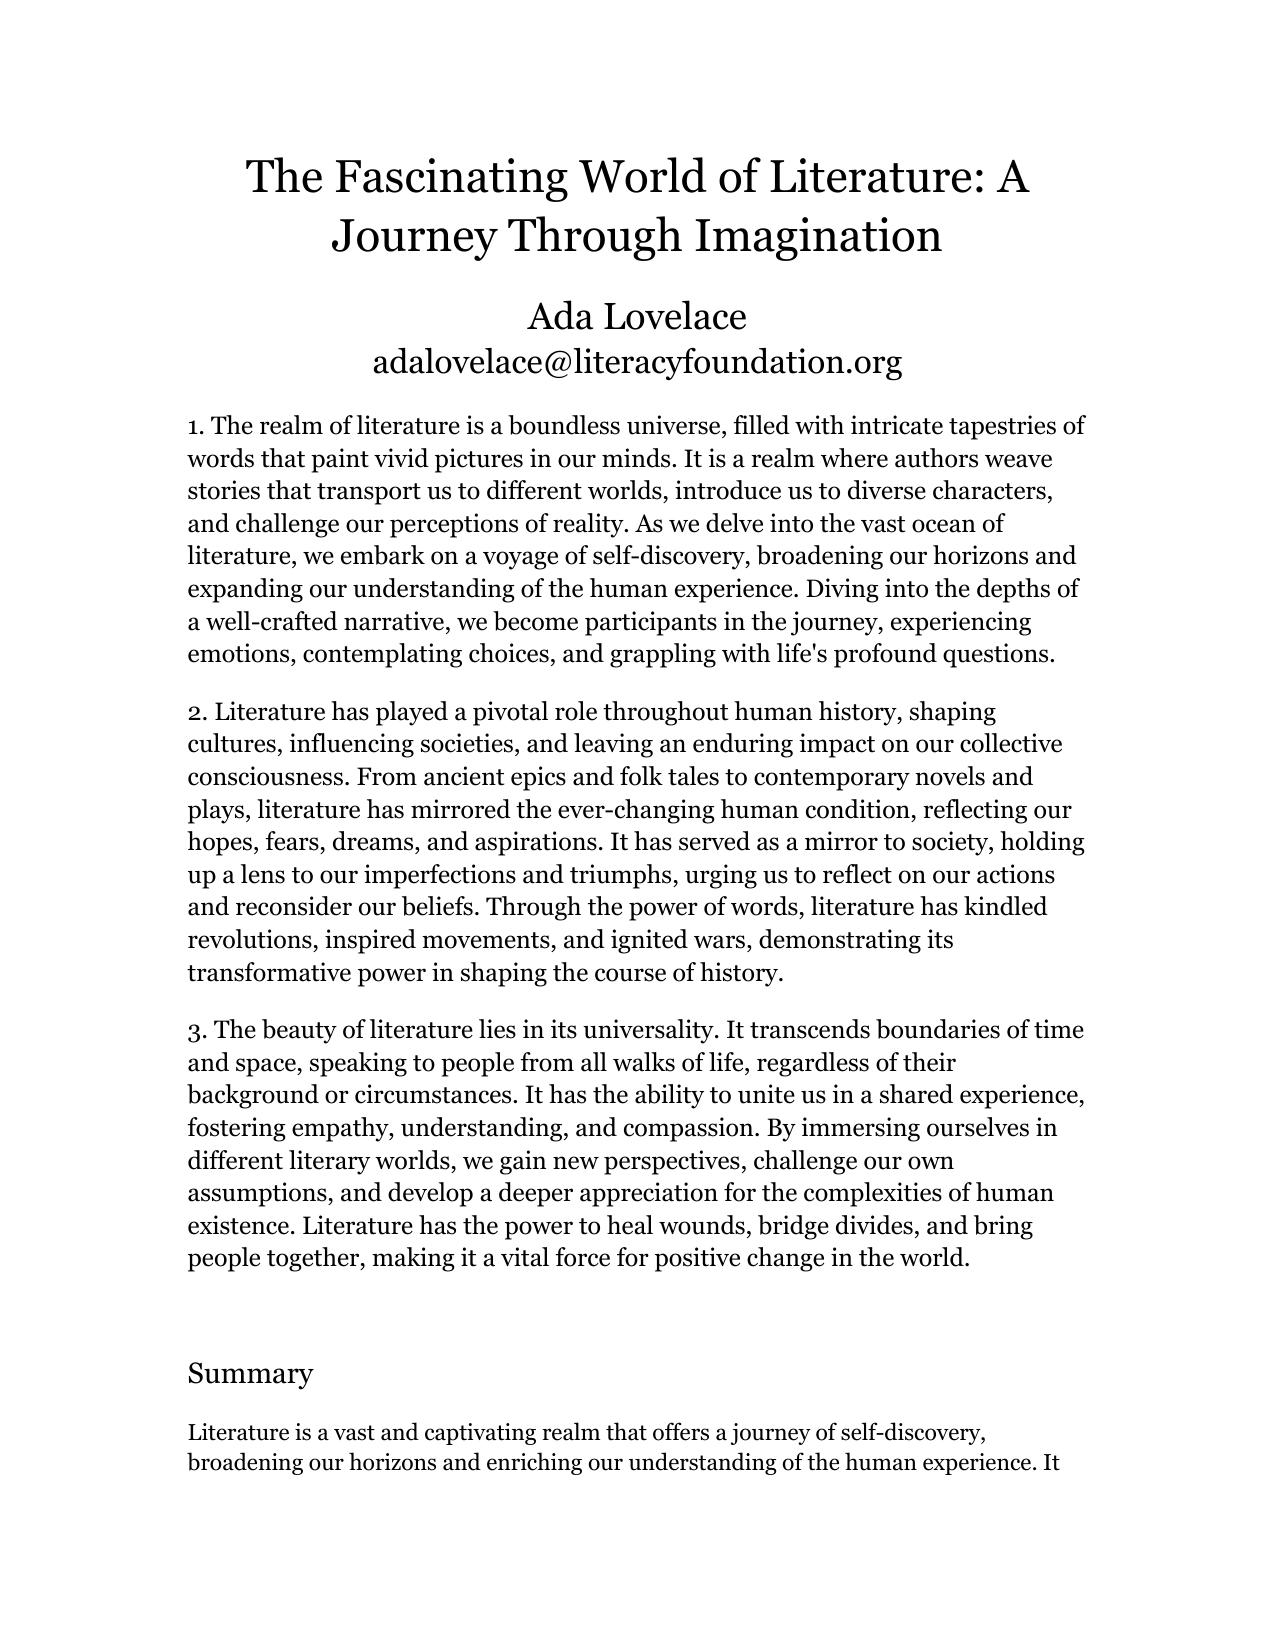 The Fascinating World of Literature: A
Journey Through Imagination
Ada Lovelace
adalovelace@literacyfoundation.org
1. The realm of literature is a boundless universe, filled with intricate tapestries of
words that paint vivid pictures in our minds. It is a realm where authors weave
stories that transport us to different worlds, introduce us to diverse characters,
and challenge our perceptions of reality. As we delve into the vast ocean of
literature, we embark on a voyage of self-discovery, broadening our horizons and
expanding our understanding of the human experience. Diving into the depths of
a well-crafted narrative, we become participants in the journey, experiencing
emotions, contemplating choices, and grappling with life's profound questions.
2. Literature has played a pivotal role throughout human history, shaping
cultures, influencing societies, and leaving an enduring impact on our collective
consciousness. From ancient epics and folk tales to contemporary novels and
plays, literature has mirrored the ever-changing human condition, reflecting our
hopes, fears, dreams, and aspirations. It has served as a mirror to society, holding
up a lens to our imperfections and triumphs, urging us to reflect on our actions
and reconsider our beliefs. Through the power of words, literature has kindled
revolutions, inspired movements, and ignited wars, demonstrating its
transformative power in shaping the course of history.
3. The beauty of literature lies in its universality. It transcends boundaries of time
and space, speaking to people from all walks of life, regardless of their
background or circumstances. It has the ability to unite us in a shared experience,
fostering empathy, understanding, and compassion. By immersing ourselves in
different literary worlds, we gain new perspectives, challenge our own
assumptions, and develop a deeper appreciation for the complexities of human
existence. Literature has the power to heal wounds, bridge divides, and bring
people together, making it a vital force for positive change in the world.
Summary
Literature is a vast and captivating realm that offers a journey of self-discovery,
broadening our horizons and enriching our understanding of the human experience. It